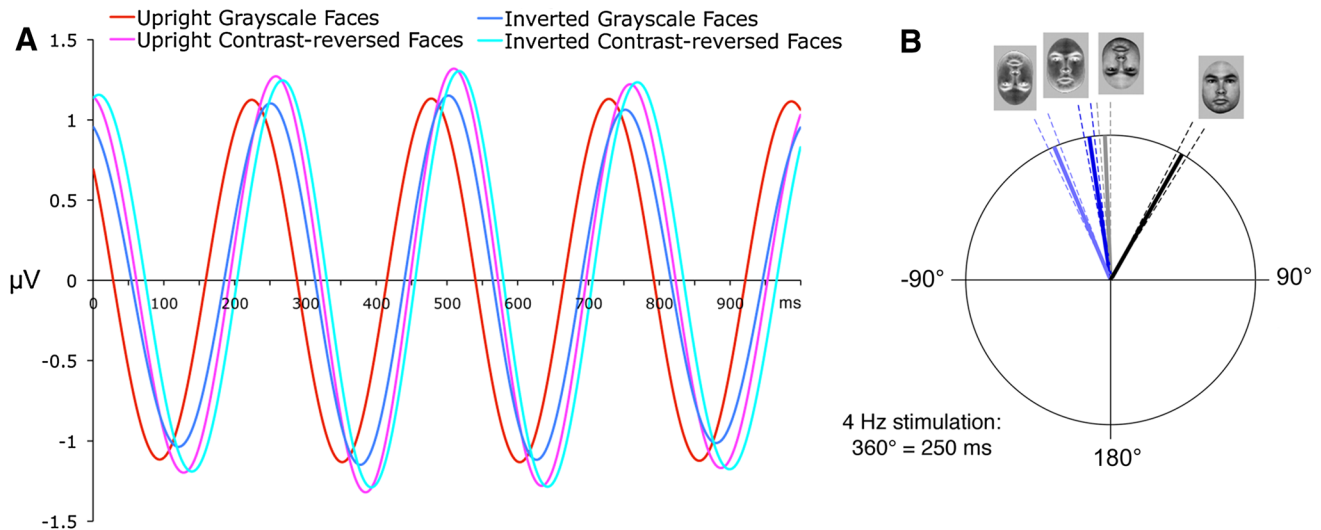 A
Upright Grayscale Faces
Upright Contrast-reversed Faces
Inverted Grayscale Faces
Inverted Contrast-reversed Faces
1.5
1
0.5
0
-0.5
-1
-1.5
µV
0 100 200 300 400 500 600 700 800 900 ms
B
-90°
90°
180°
4 Hz stimulation:
360° = 250 ms